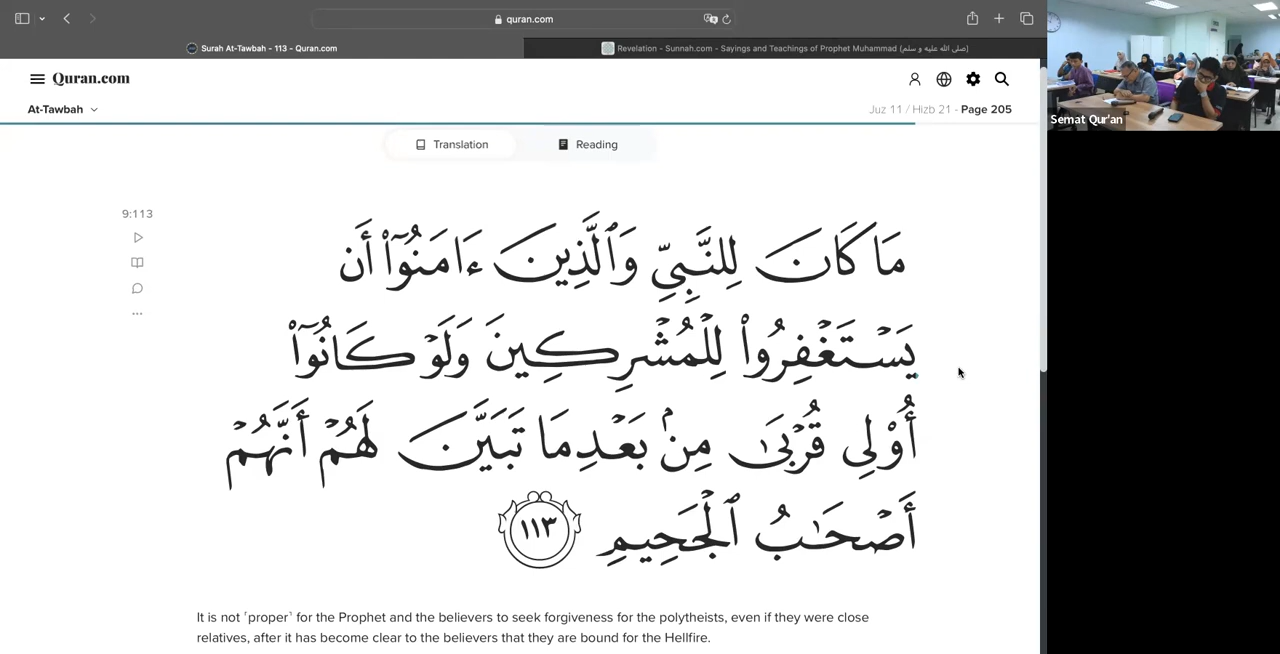 quran.com
Surah At-Tawbah - 113 - Quran.com
Revelation - Sunnah.com - Sayings and Teachings of Prophet Muhammad (صلى الله عليه و سلم)
Quran.com
At-Tawbah
Juz 11 / Hizb 21 - Page 205
Translation
Reading
9:113
مَا كَانَ لِلنَّبِيِّ وَٱلَّذِينَ ءَامَنُوٓا۟ أَن
يَسْتَغْفِرُوا۟ لِلْمُشْرِكِينَ وَلَوْ كَانُوٓا۟
أُو۟لِى قُرْبَىٰ مِنۢ بَعْدِ مَا تَبَيَّنَ لَهُمْ أَنَّهُمْ
أَصْحَـٰبُ ٱلْجَحِيمِ ١١٣
It is not ˹proper˺ for the Prophet and the believers to seek forgiveness for the polytheists, even if they were close
relatives, after it has become clear to the believers that they are bound for the Hellfire.
Semat Qur'an